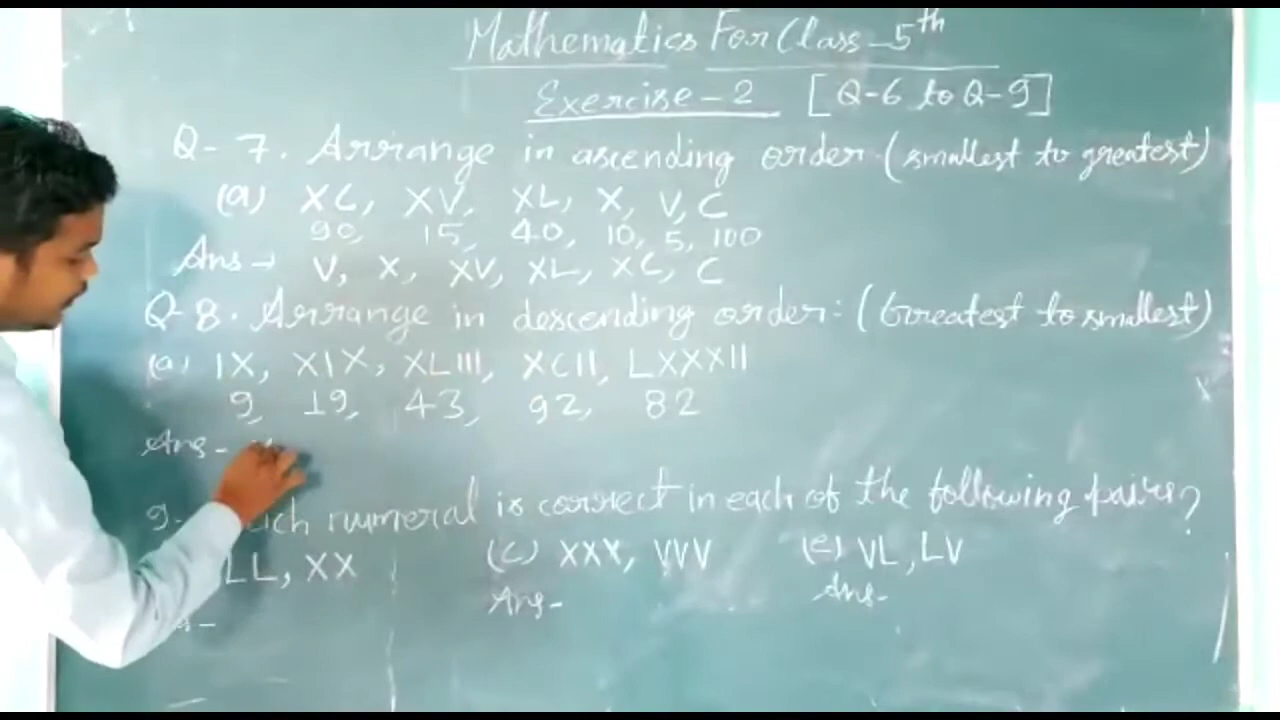 Mathematics For Class-5th
Exercise-2 [Q-6 to Q-9]
Q-7. Arrange in ascending order (smallest to greatest)
(a) XC, XV, XL, X, V, C
90, 15, 40, 10, 5, 100
Ans→ V, X, XV, XL, XC, C
Q-8. Arrange in descending order:- (Greatest to smallest)
(a) IX, XIX, XLIII, XCII, LXXXII
9, 19, 43, 92, 82
Ans-
9. numeral is correct in each of the following pairs?
LL, XX (C) XXX, VVV (e) VL, LV
Ans- Ans-